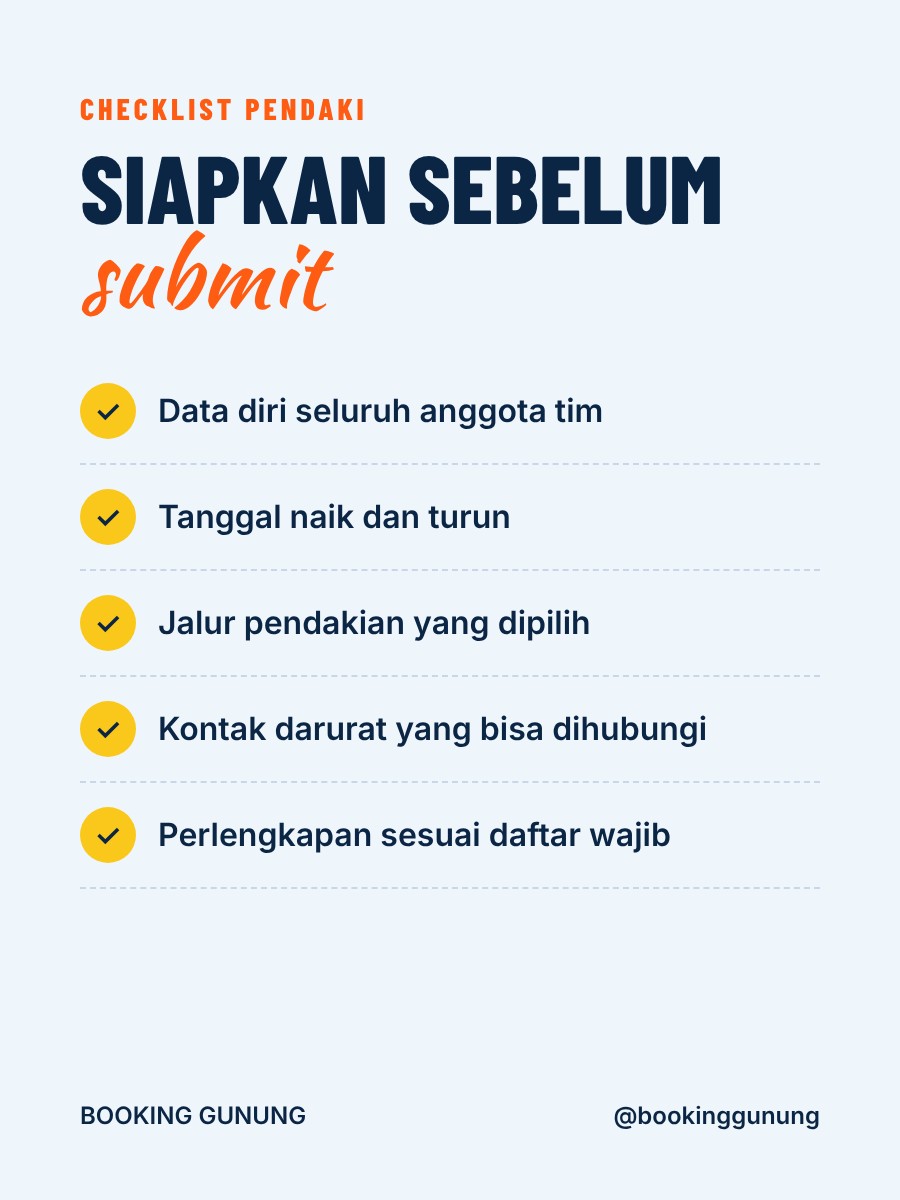 CHECKLIST PENDAKI
SIAPKAN SEBELUM
submit
Data diri seluruh anggota tim
Tanggal naik dan turun
Jalur pendakian yang dipilih
Kontak darurat yang bisa dihubungi
Perlengkapan sesuai daftar wajib
BOOKING GUNUNG
@bookinggunung